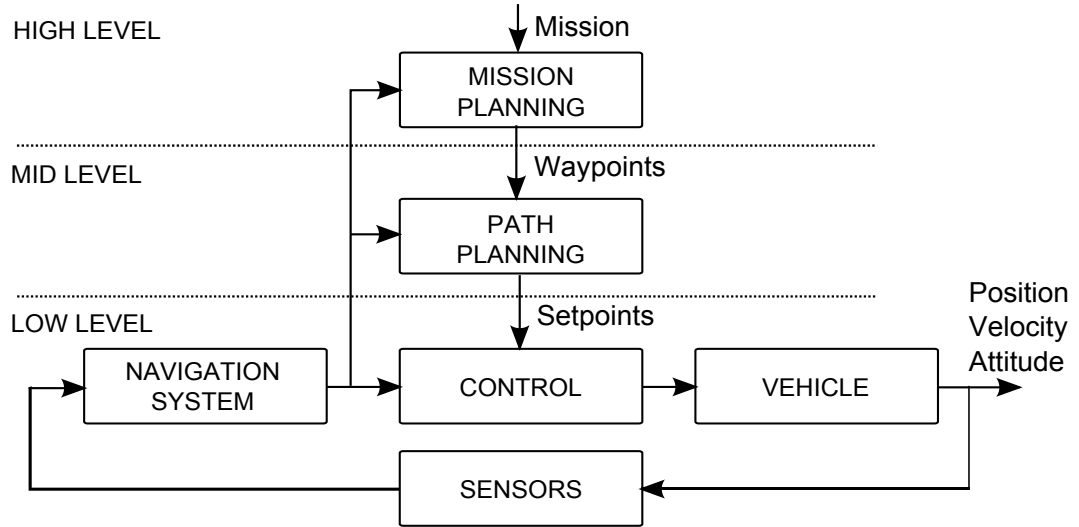 HIGH LEVEL
Mission
MISSION
PLANNING
MID LEVEL
Waypoints
PATH
PLANNING
LOW LEVEL
Setpoints
Position
Velocity
Attitude
NAVIGATION
SYSTEM
CONTROL
VEHICLE
SENSORS